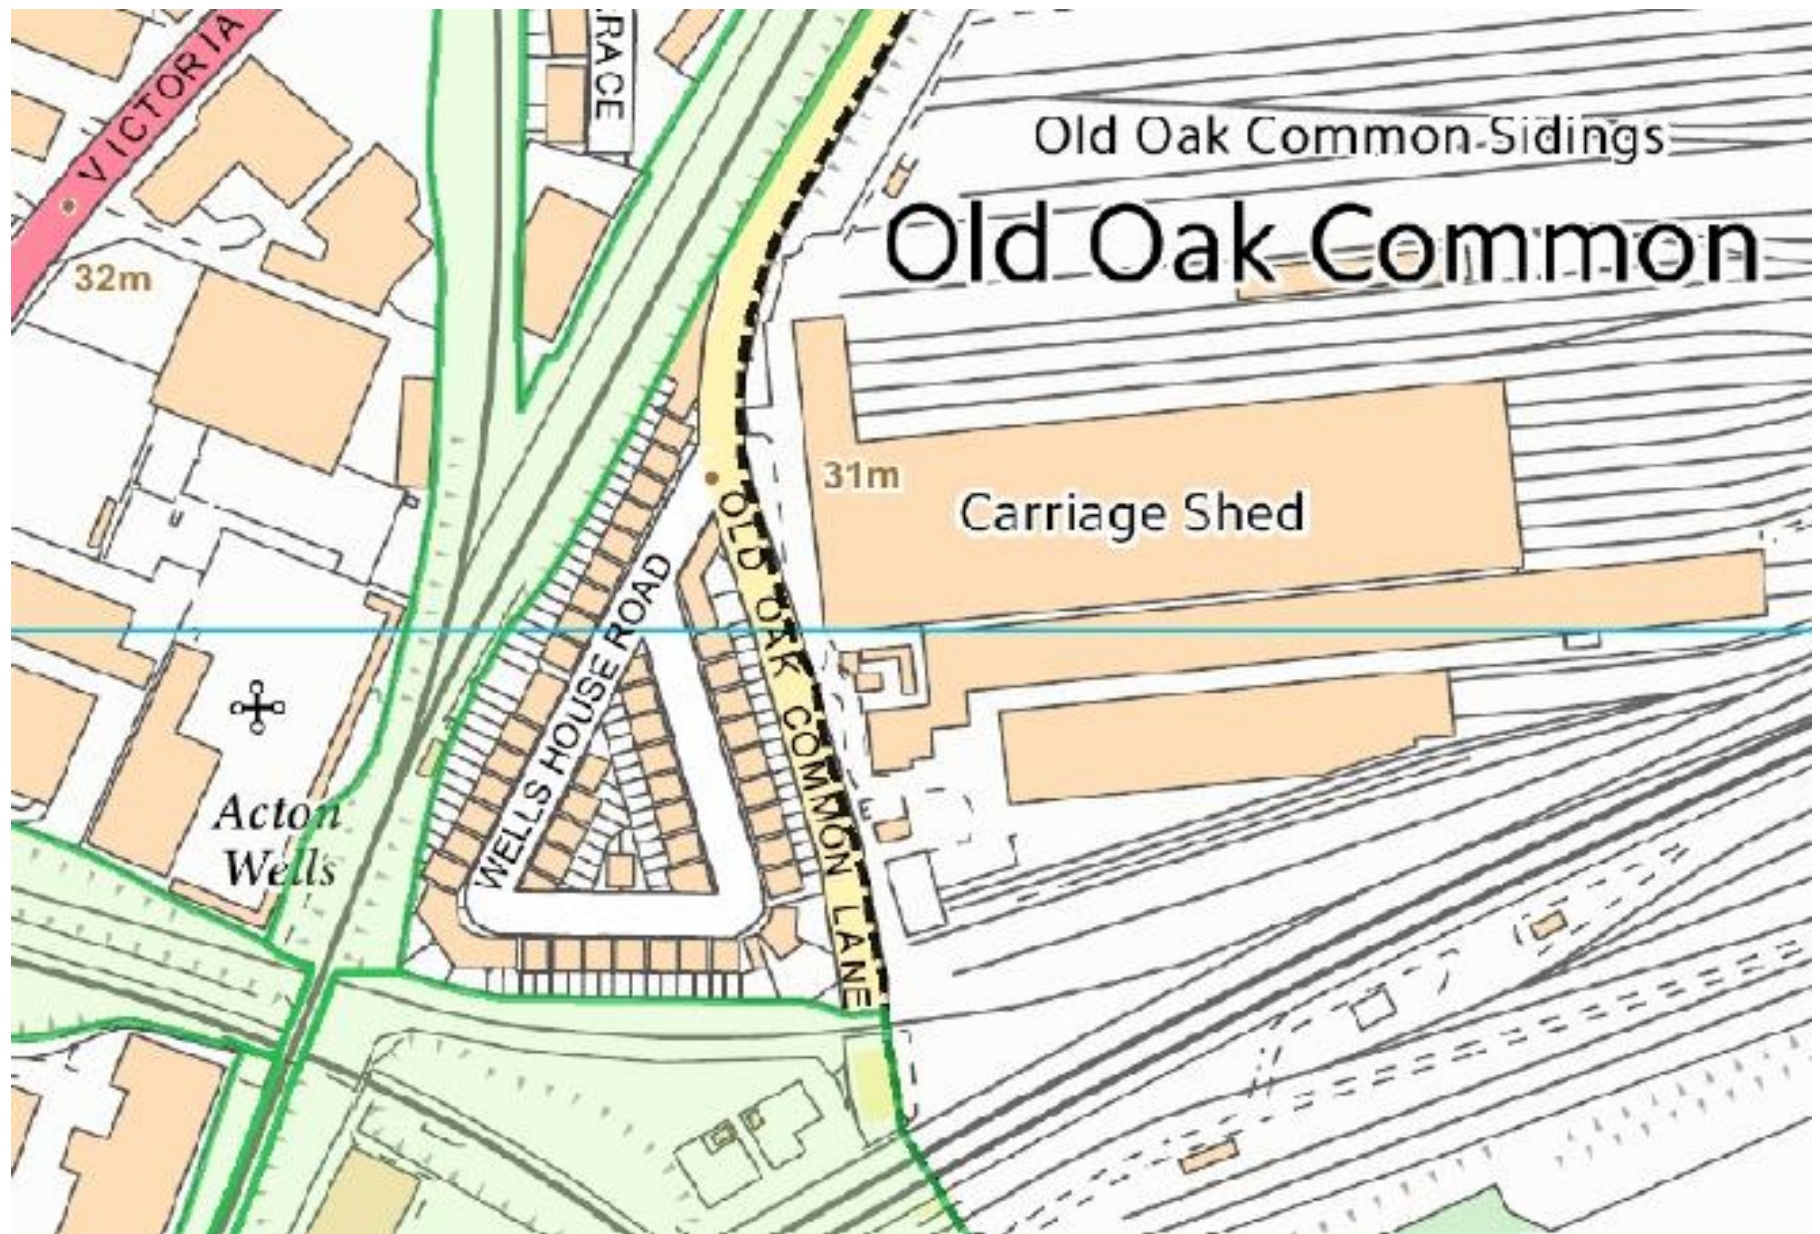 VICTORIA
RACE
Old Oak Common Sidings
Old Oak Common
32m
31m
Carriage Shed
OLD OAK COMMON LANE
WELLS HOUSE ROAD
Acton
Wells